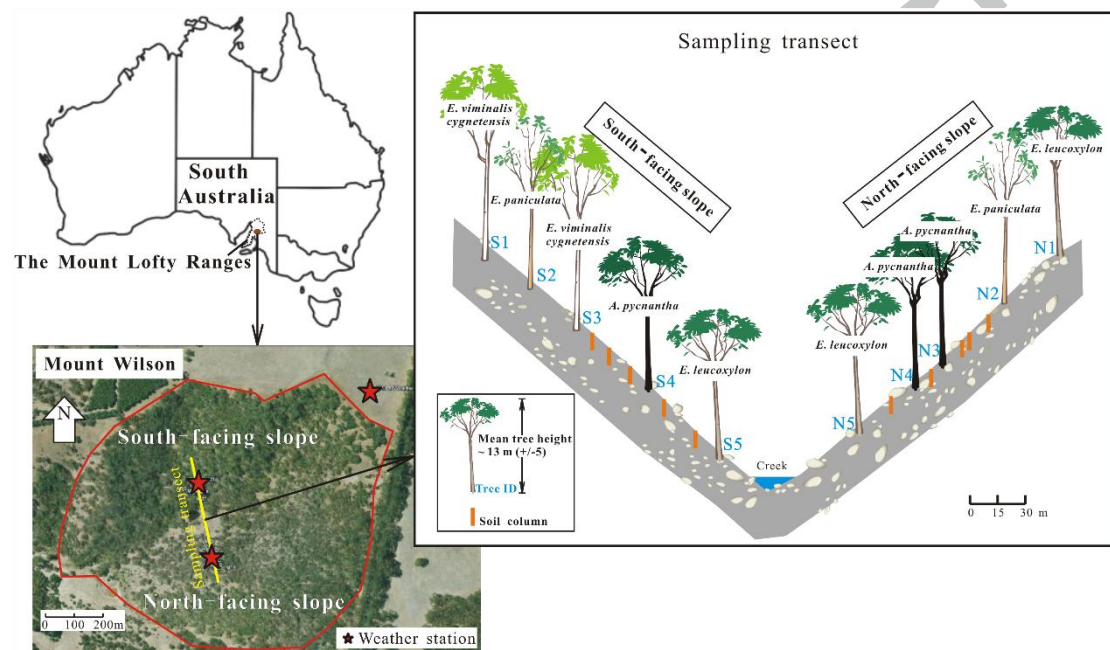 South
Australia
The Mount Lofty Ranges
Mount Wilson
N
South-facing slope
Sampling transect
North-facing slope
0 100 200m
Weather station
Sampling transect
South-facing slope
North-facing slope
E. viminalis
cygnetensis
E. paniculata
E. viminalis
cygnetensis
A. pycnantha
E. leucoxylon
E. leucoxylon
E. paniculata
A. pycnantha
A. pycnantha
E. leucoxylon
S1
S2
S3
S4
S5
N1
N2
N3
N4
N5
Creek
Mean tree height
~ 13 m (+/-5)
Tree ID
Soil column
0 15 30 m